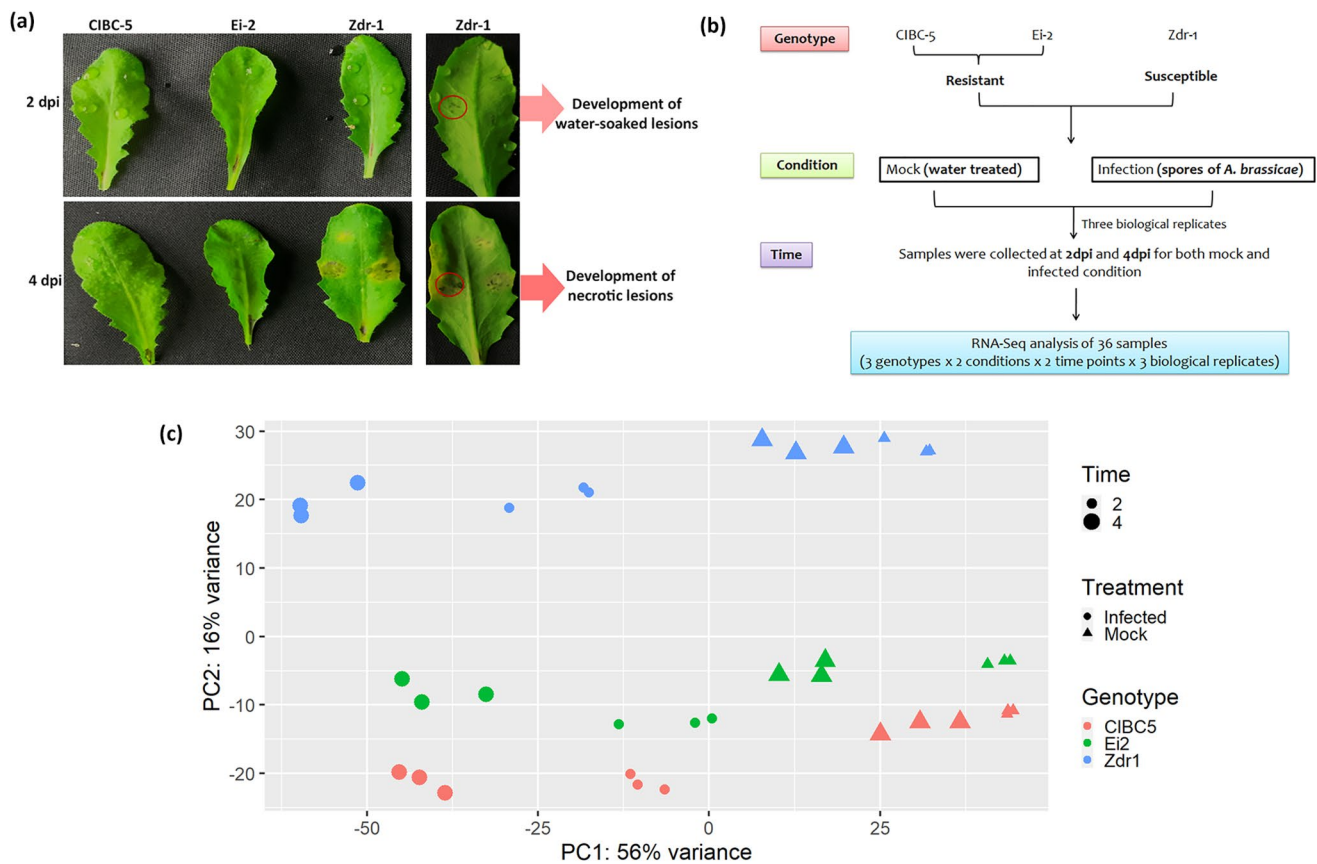 (a)
CIBC-5 Ei-2 Zdr-1 Zdr-1
2 dpi
Development of
water-soaked lesions
4 dpi
Development of
necrotic lesions
(b)
Genotype
CIBC-5 Ei-2 Zdr-1
Resistant Susceptible
Condition
Mock (water treated) Infection (spores of A. brassicae)
Three biological replicates
Time
Samples were collected at 2dpi and 4dpi for both mock and
infected condition
RNA-Seq analysis of 36 samples
(3 genotypes x 2 conditions x 2 time points x 3 biological replicates)
(c)
30
20
10
0
-10
-20
PC2: 16% variance
-50 -25 0 25
PC1: 56% variance
Time
2
4
Treatment
Infected
Mock
Genotype
CIBC5
Ei2
Zdr1